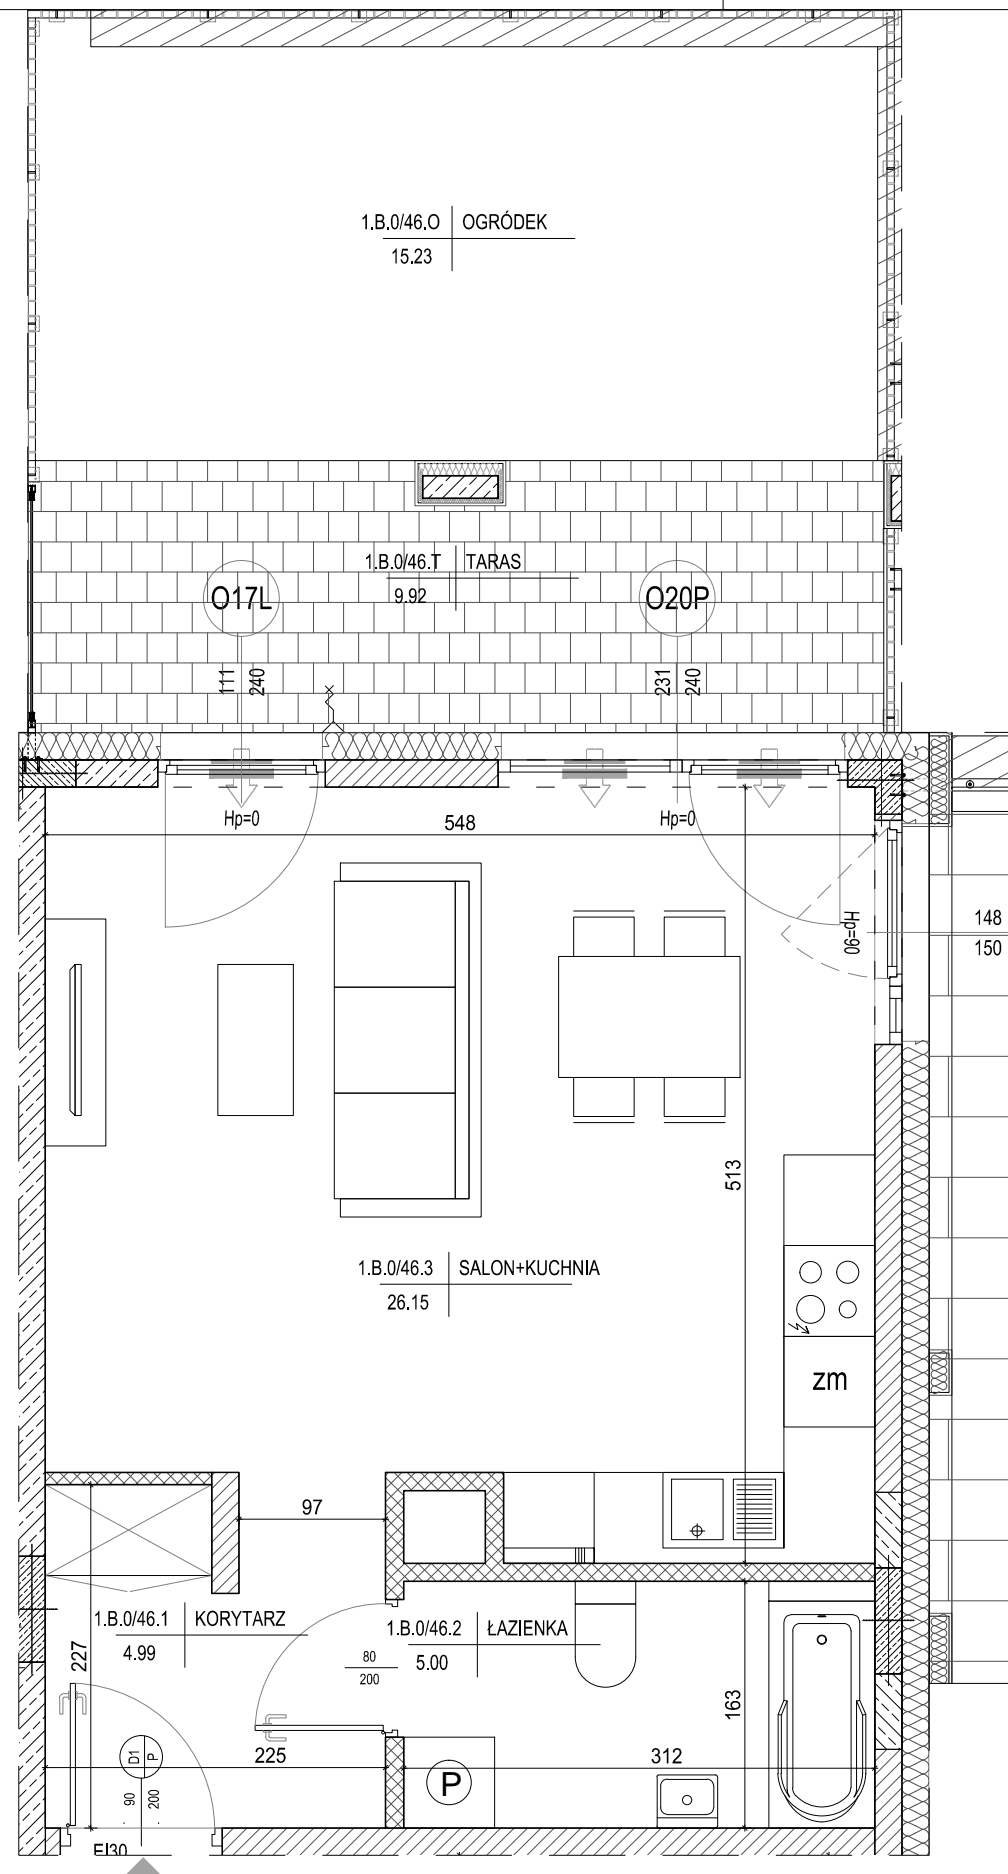 1.B.0/46.O OGRÓDEK
15.23
1.B.0/46.T TARAS
9.92
O17L
O20P
111
240
231
240
Hp=0
Hp=0
548
Hp=90
148
150
513
1.B.0/46.3 SALON+KUCHNIA
26.15
zm
97
1.B.0/46.1 KORYTARZ
4.99
1.B.0/46.2 ŁAZIENKA
5.00
80
200
227
163
225
312
D1
P
90
200
P
EI30